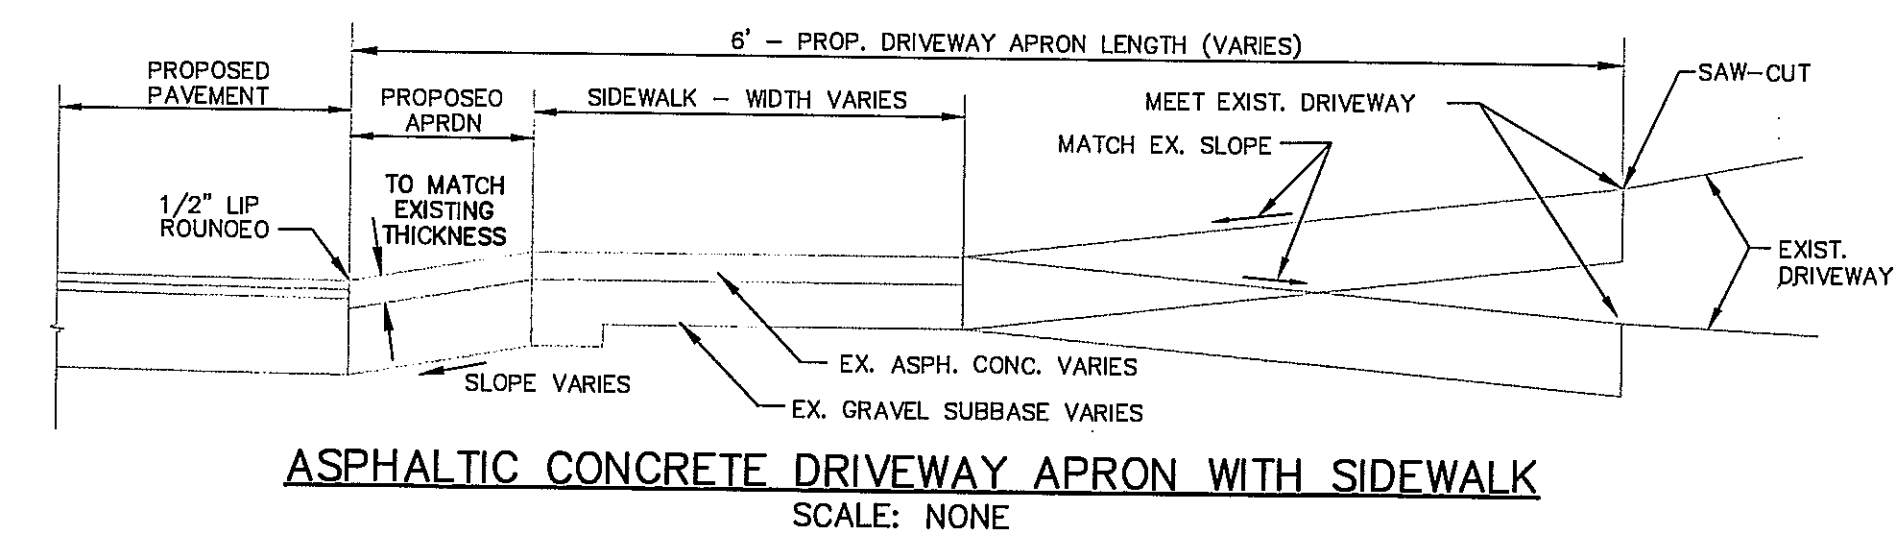 6' - PROP. DRIVEWAY APRON LENGTH (VARIES)
PROPOSED
PAVEMENT
PROPOSEO
APRDN
SIDEWALK - WIDTH VARIES
MEET EXIST. DRIVEWAY
SAW-CUT
MATCH EX. SLOPE
1/2" LIP
ROUNOEO
TO MATCH
EXISTING
THICKNESS
EXIST.
DRIVEWAY
SLOPE VARIES
EX. ASPH. CONC. VARIES
EX. GRAVEL SUBBASE VARIES
ASPHALTIC CONCRETE DRIVEWAY APRON WITH SIDEWALK
SCALE: NONE